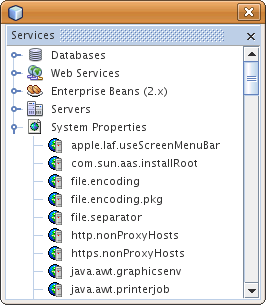 Services
Databases
Web Services
Enterprise Beans (2.x)
Servers
System Properties
apple.laf.useScreenMenuBar
com.sun.aas.installRoot
file.encoding
file.encoding.pkg
file.separator
http.nonProxyHosts
https.nonProxyHosts
java.awt.graphicsenv
java.awt.printerjob